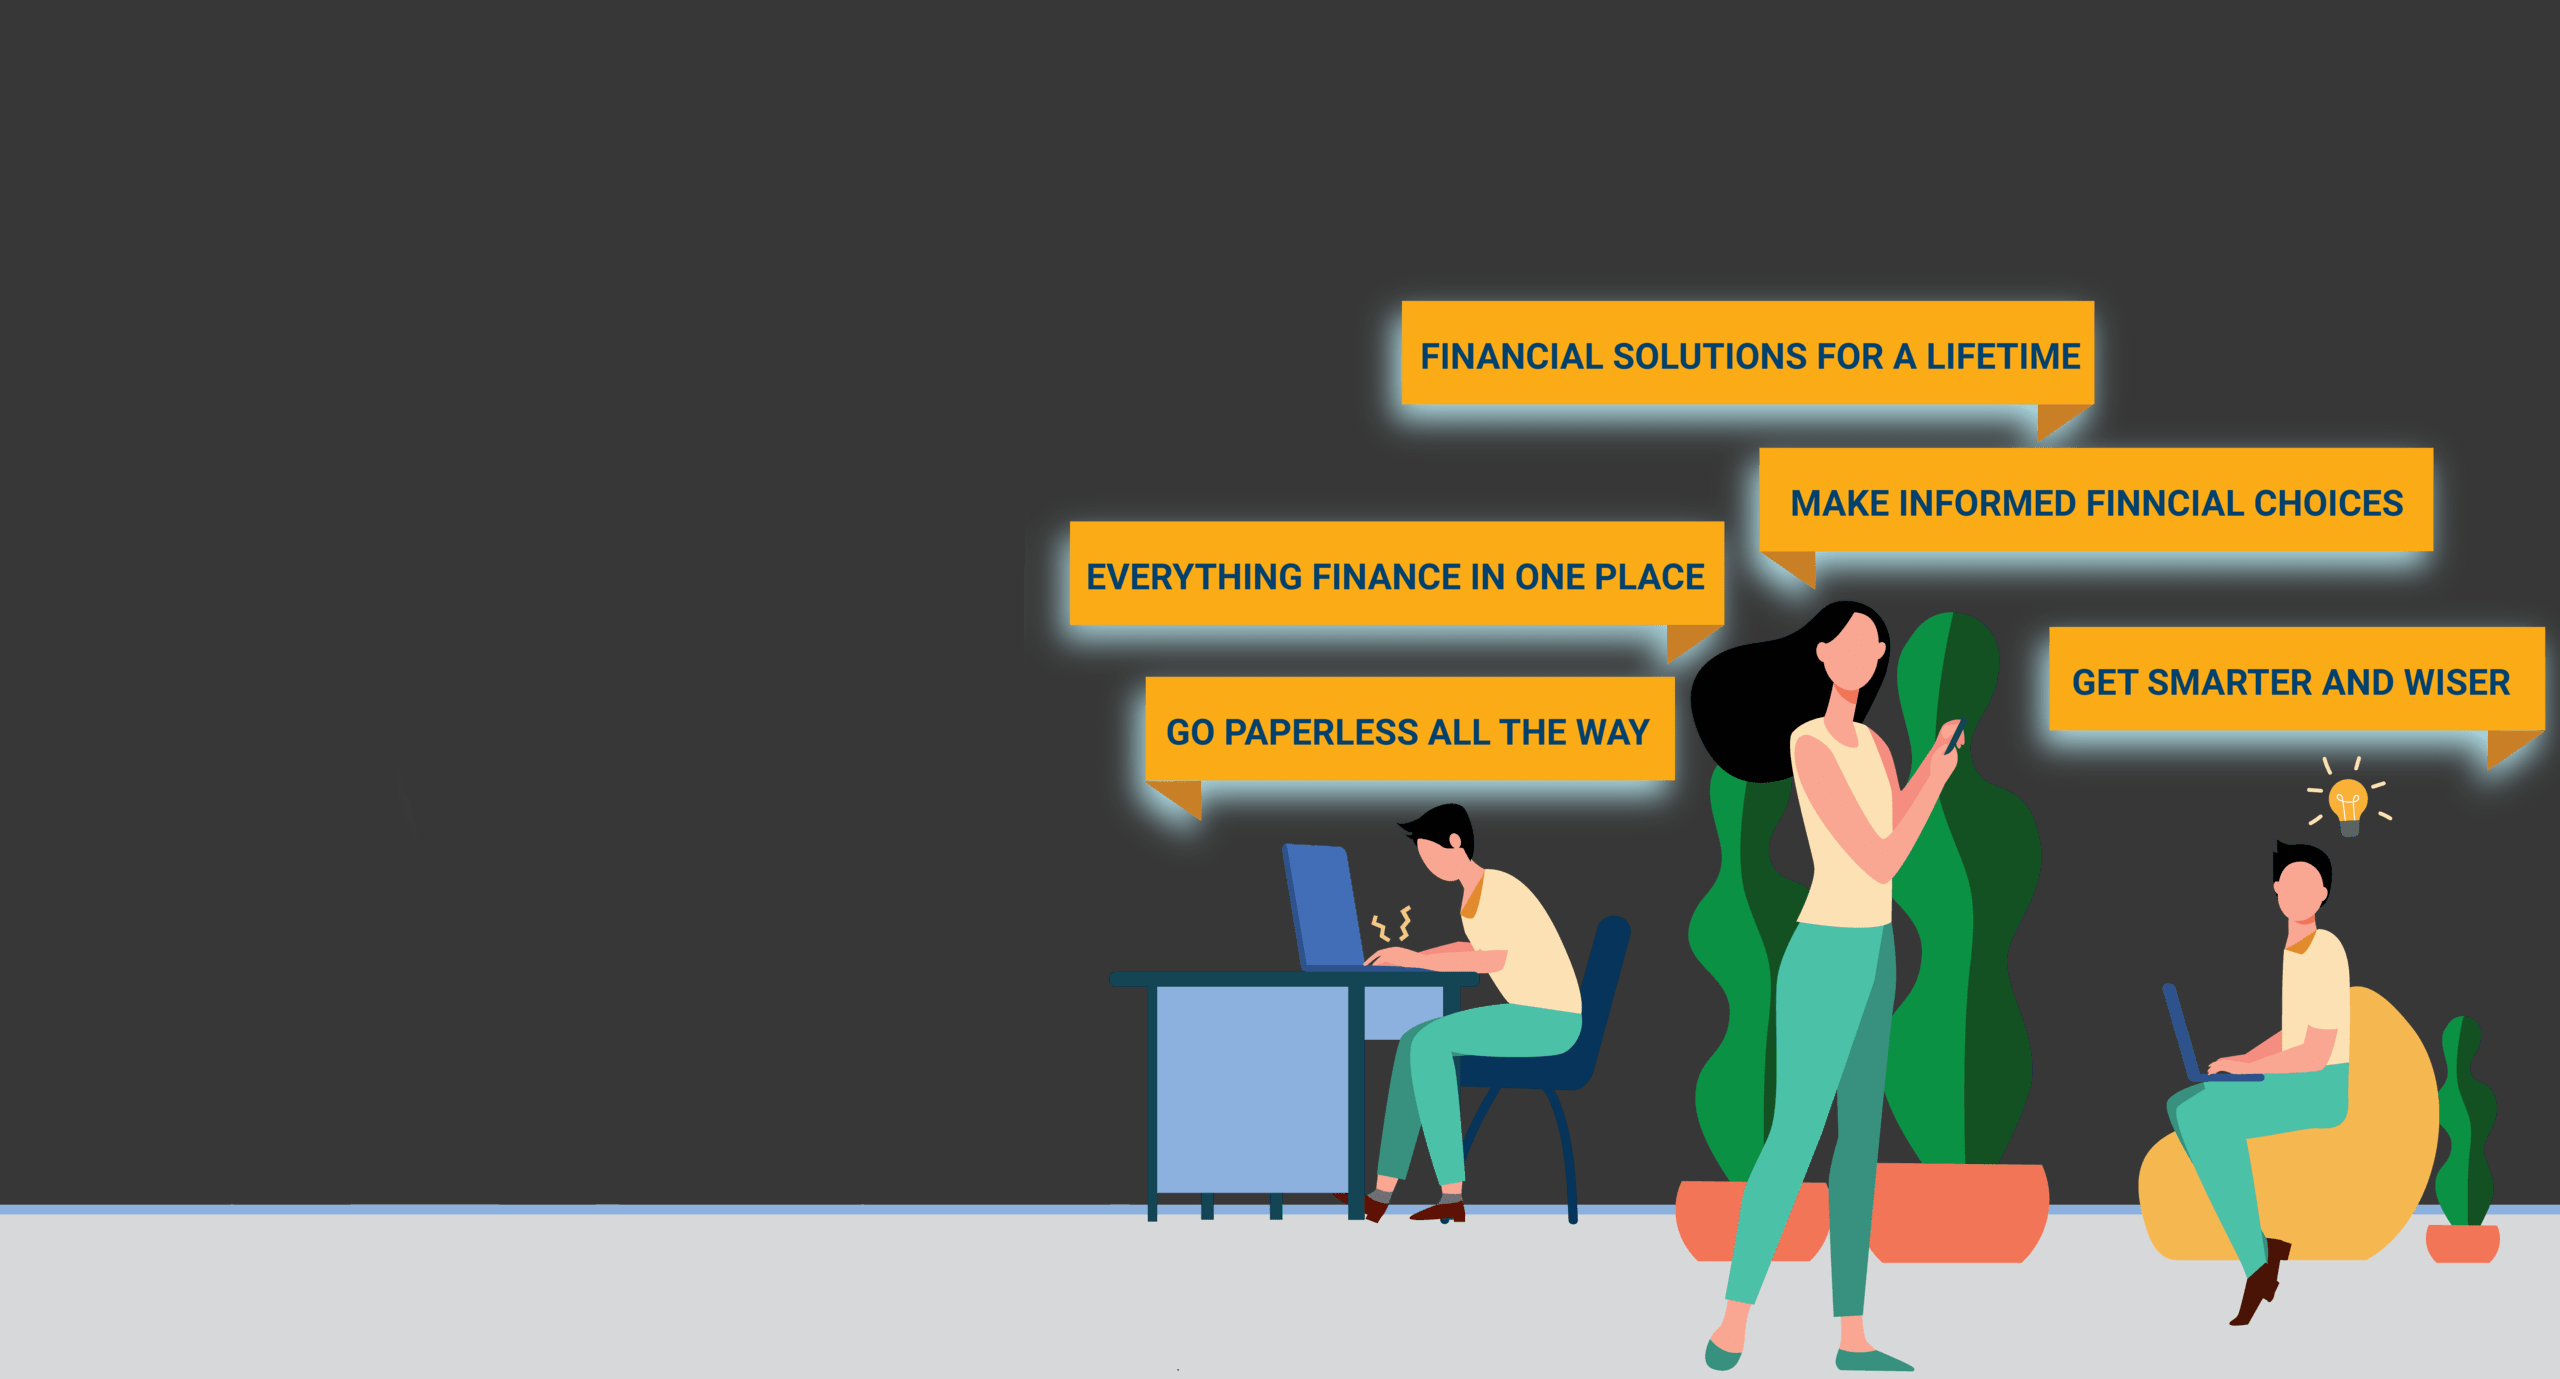 FINANCIAL SOLUTIONS FOR A LIFETIME
MAKE INFORMED FINNCIAL CHOICES
EVERYTHING FINANCE IN ONE PLACE
GET SMARTER AND WISER
GO PAPERLESS ALL THE WAY